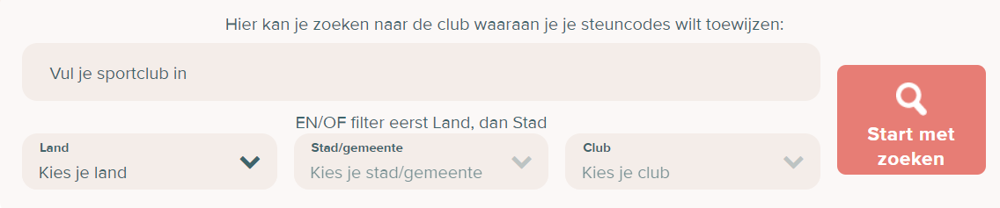 Hier kan je zoeken naar de club waaraan je je steuncodes wilt toewijzen:
Vul je sportclub in
EN/OF filter eerst Land, dan Stad
Land
Kies je land
Stad/gemeente
Kies je stad/gemeente
Club
Kies je club
Start met
zoeken